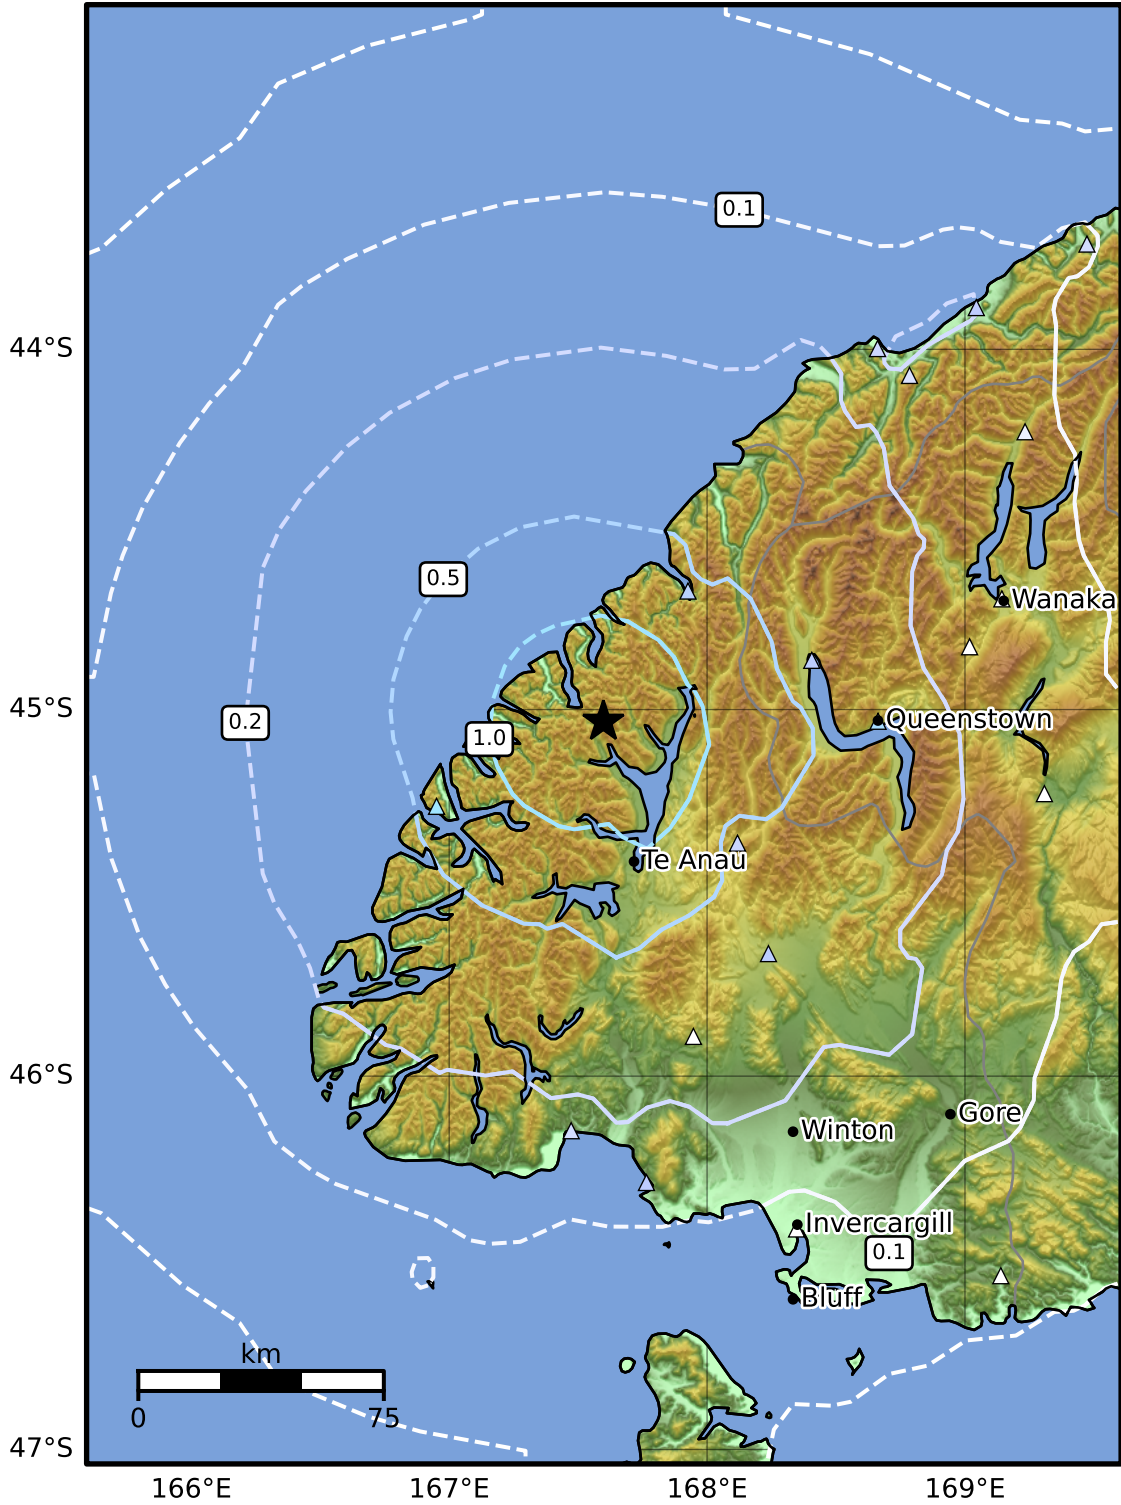 0.1
44°S
0.5
Wanaka
45°S
0.2
1.0
Queenstown
Te Anau
46°S
Gore
Winton
Invercargill
0.1
Bluff
km
0
75
47°S
166°E
167°E
168°E
169°E